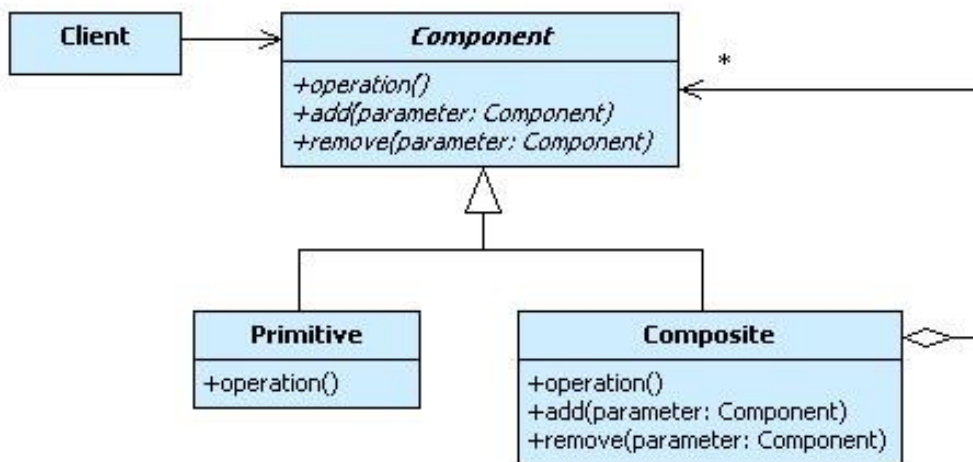 Client
Component
+operation()
+add(parameter: Component)
+remove(parameter: Component)
*
Primitive
+operation()
Composite
+operation()
+add(parameter: Component)
+remove(parameter: Component)